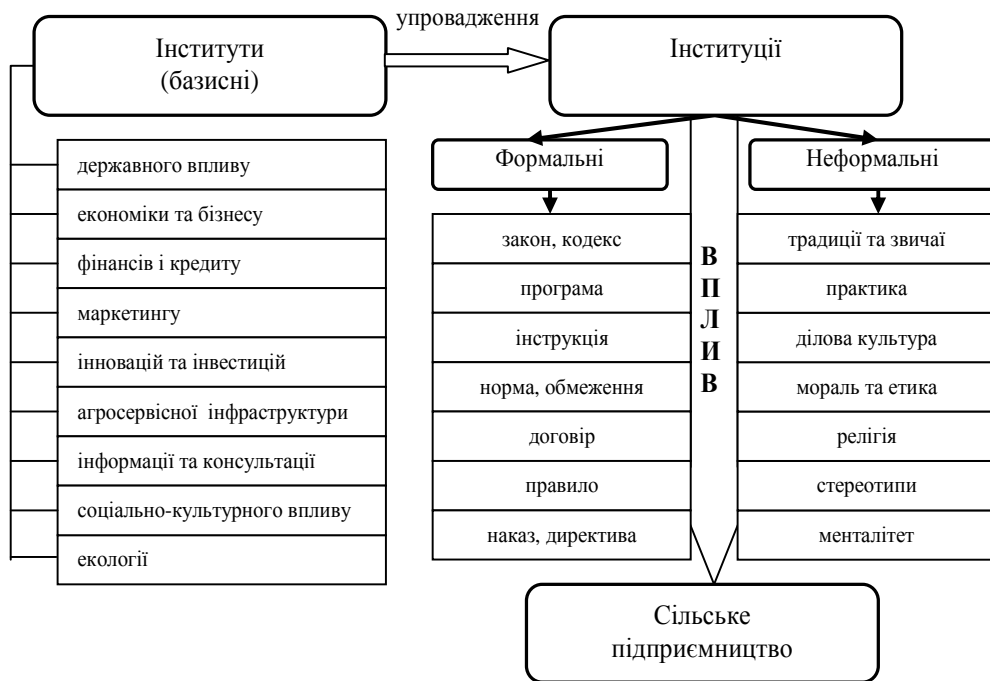 упровадження
Інститути
(базисні)
Інституції
державного впливу
економіки та бізнесу
фінансів і кредиту
маркетингу
інновацій та інвестицій
агросервісної інфраструктури
інформації та консультації
соціально-культурного впливу
екології
Формальні
закон, кодекс
програма
інструкція
норма, обмеження
договір
правило
наказ, директива
В
П
Л
И
В
Неформальні
традиції та звичаї
практика
ділова культура
мораль та етика
релігія
стереотипи
менталітет
Сільське
підприємництво